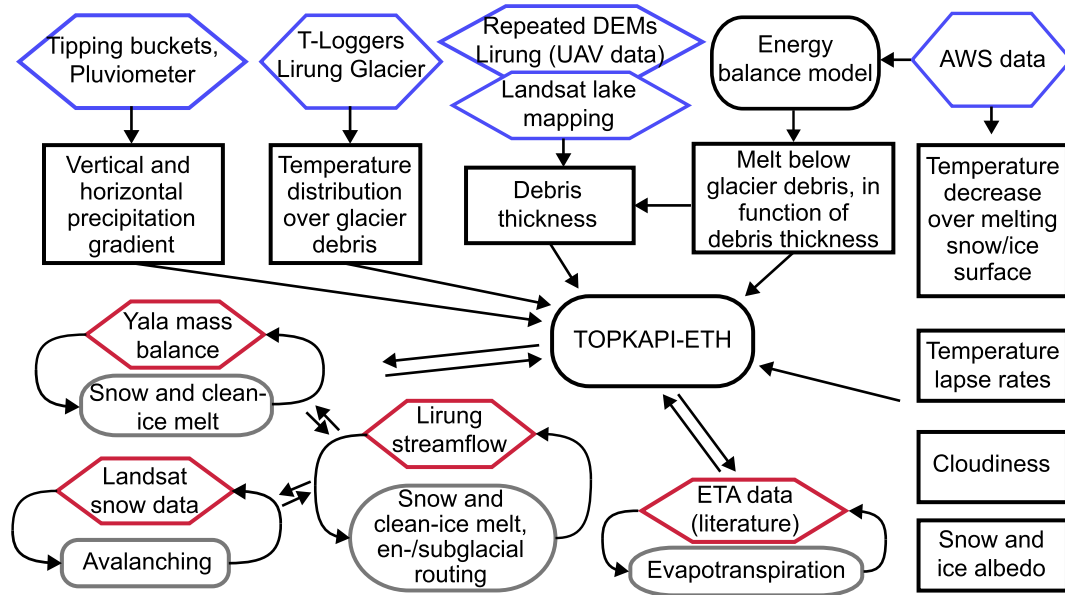 Tipping buckets,
Pluviometer
T-Loggers
Lirung Glacier
Repeated DEMs
Lirung (UAV data)
Landsat lake
mapping
Energy
balance model
AWS data
Vertical and
horizontal
precipitation
gradient
Temperature
distribution
over glacier
debris
Debris
thickness
Melt below
glacier debris, in
function of
debris thickness
Temperature
decrease
over melting
snow/ice
surface
TOPKAPI-ETH
Yala mass
balance
Snow and clean-
ice melt
Temperature
lapse rates
Lirung
streamflow
Snow and
clean-ice melt,
en-/subglacial
routing
Landsat
snow data
Avalanching
ETA data
(literature)
Evapotranspiration
Cloudiness
Snow and
ice albedo